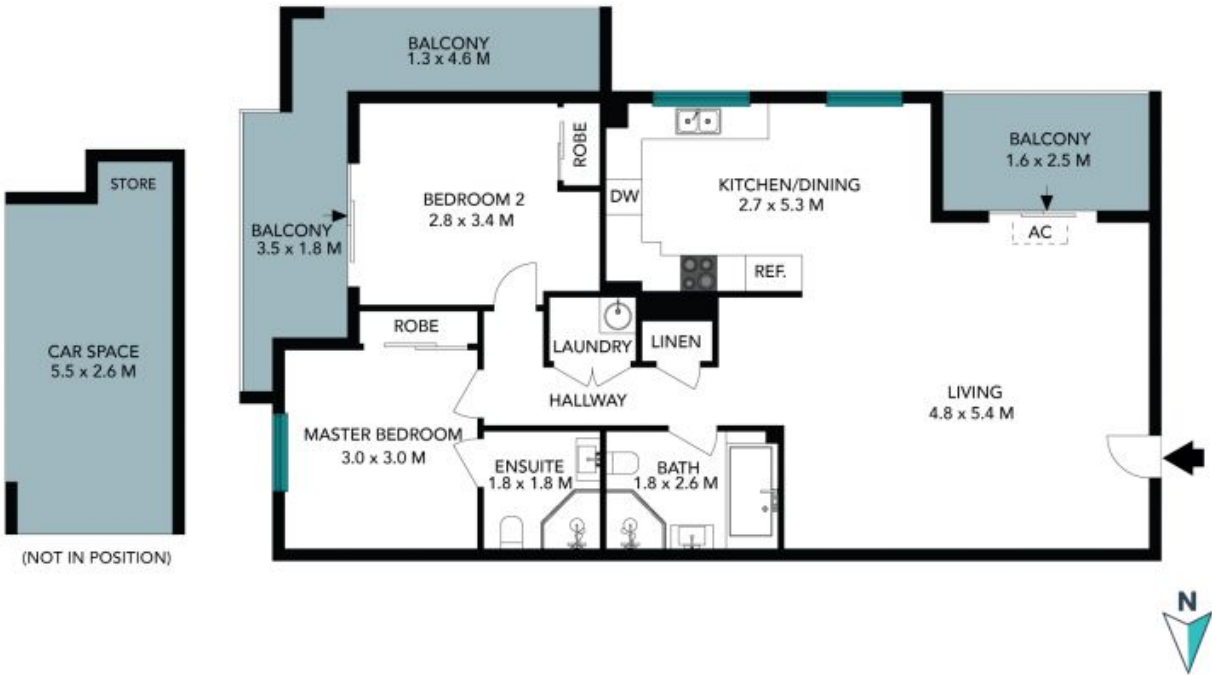 BALCONY
1.3 x 4.6 M
ROBE
BALCONY
1.6 x 2.5 M
AC
STORE
BEDROOM 2
2.8 x 3.4 M
DW
KITCHEN/DINING
2.7 x 5.3 M
REF.
BALCONY
3.5 x 1.8 M
CAR SPACE
5.5 x 2.6 M
(NOT IN POSITION)
ROBE
LAUNDRY
LINEN
HALLWAY
LIVING
4.8 x 5.4 M
MASTER BEDROOM
3.0 x 3.0 M
ENSUITE
1.8 x 1.8 M
BATH
1.8 x 2.6 M
N